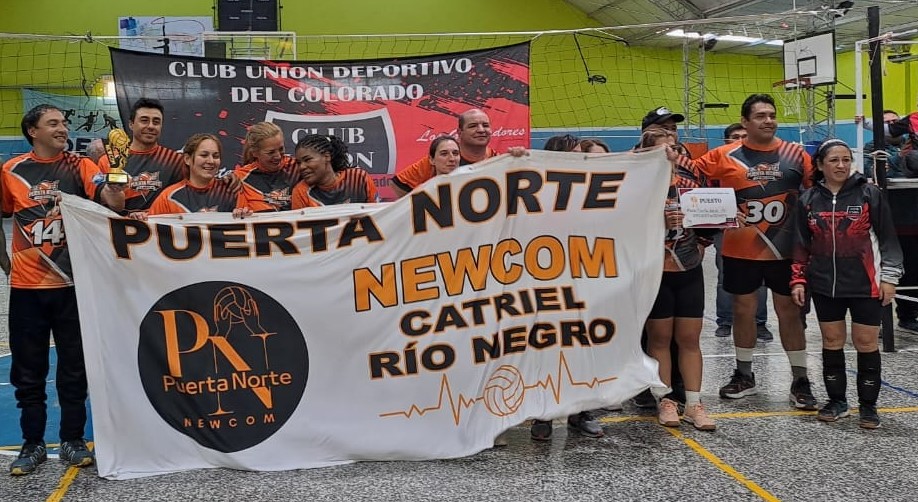 CLUB UNION DEPORTIVO
DEL COLORADO
CLUB
PUERTA NORTE
NEWCOM
CATRIEL
RÍO NEGRO
PN
Puerta Norte
NEWCOM
PUESTO
14
30